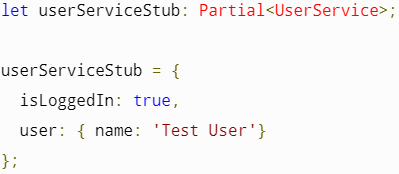 let userServiceStub: Partial<UserService>;
userServiceStub = {
isLoggedIn: true,
user: { name: 'Test User'}
};